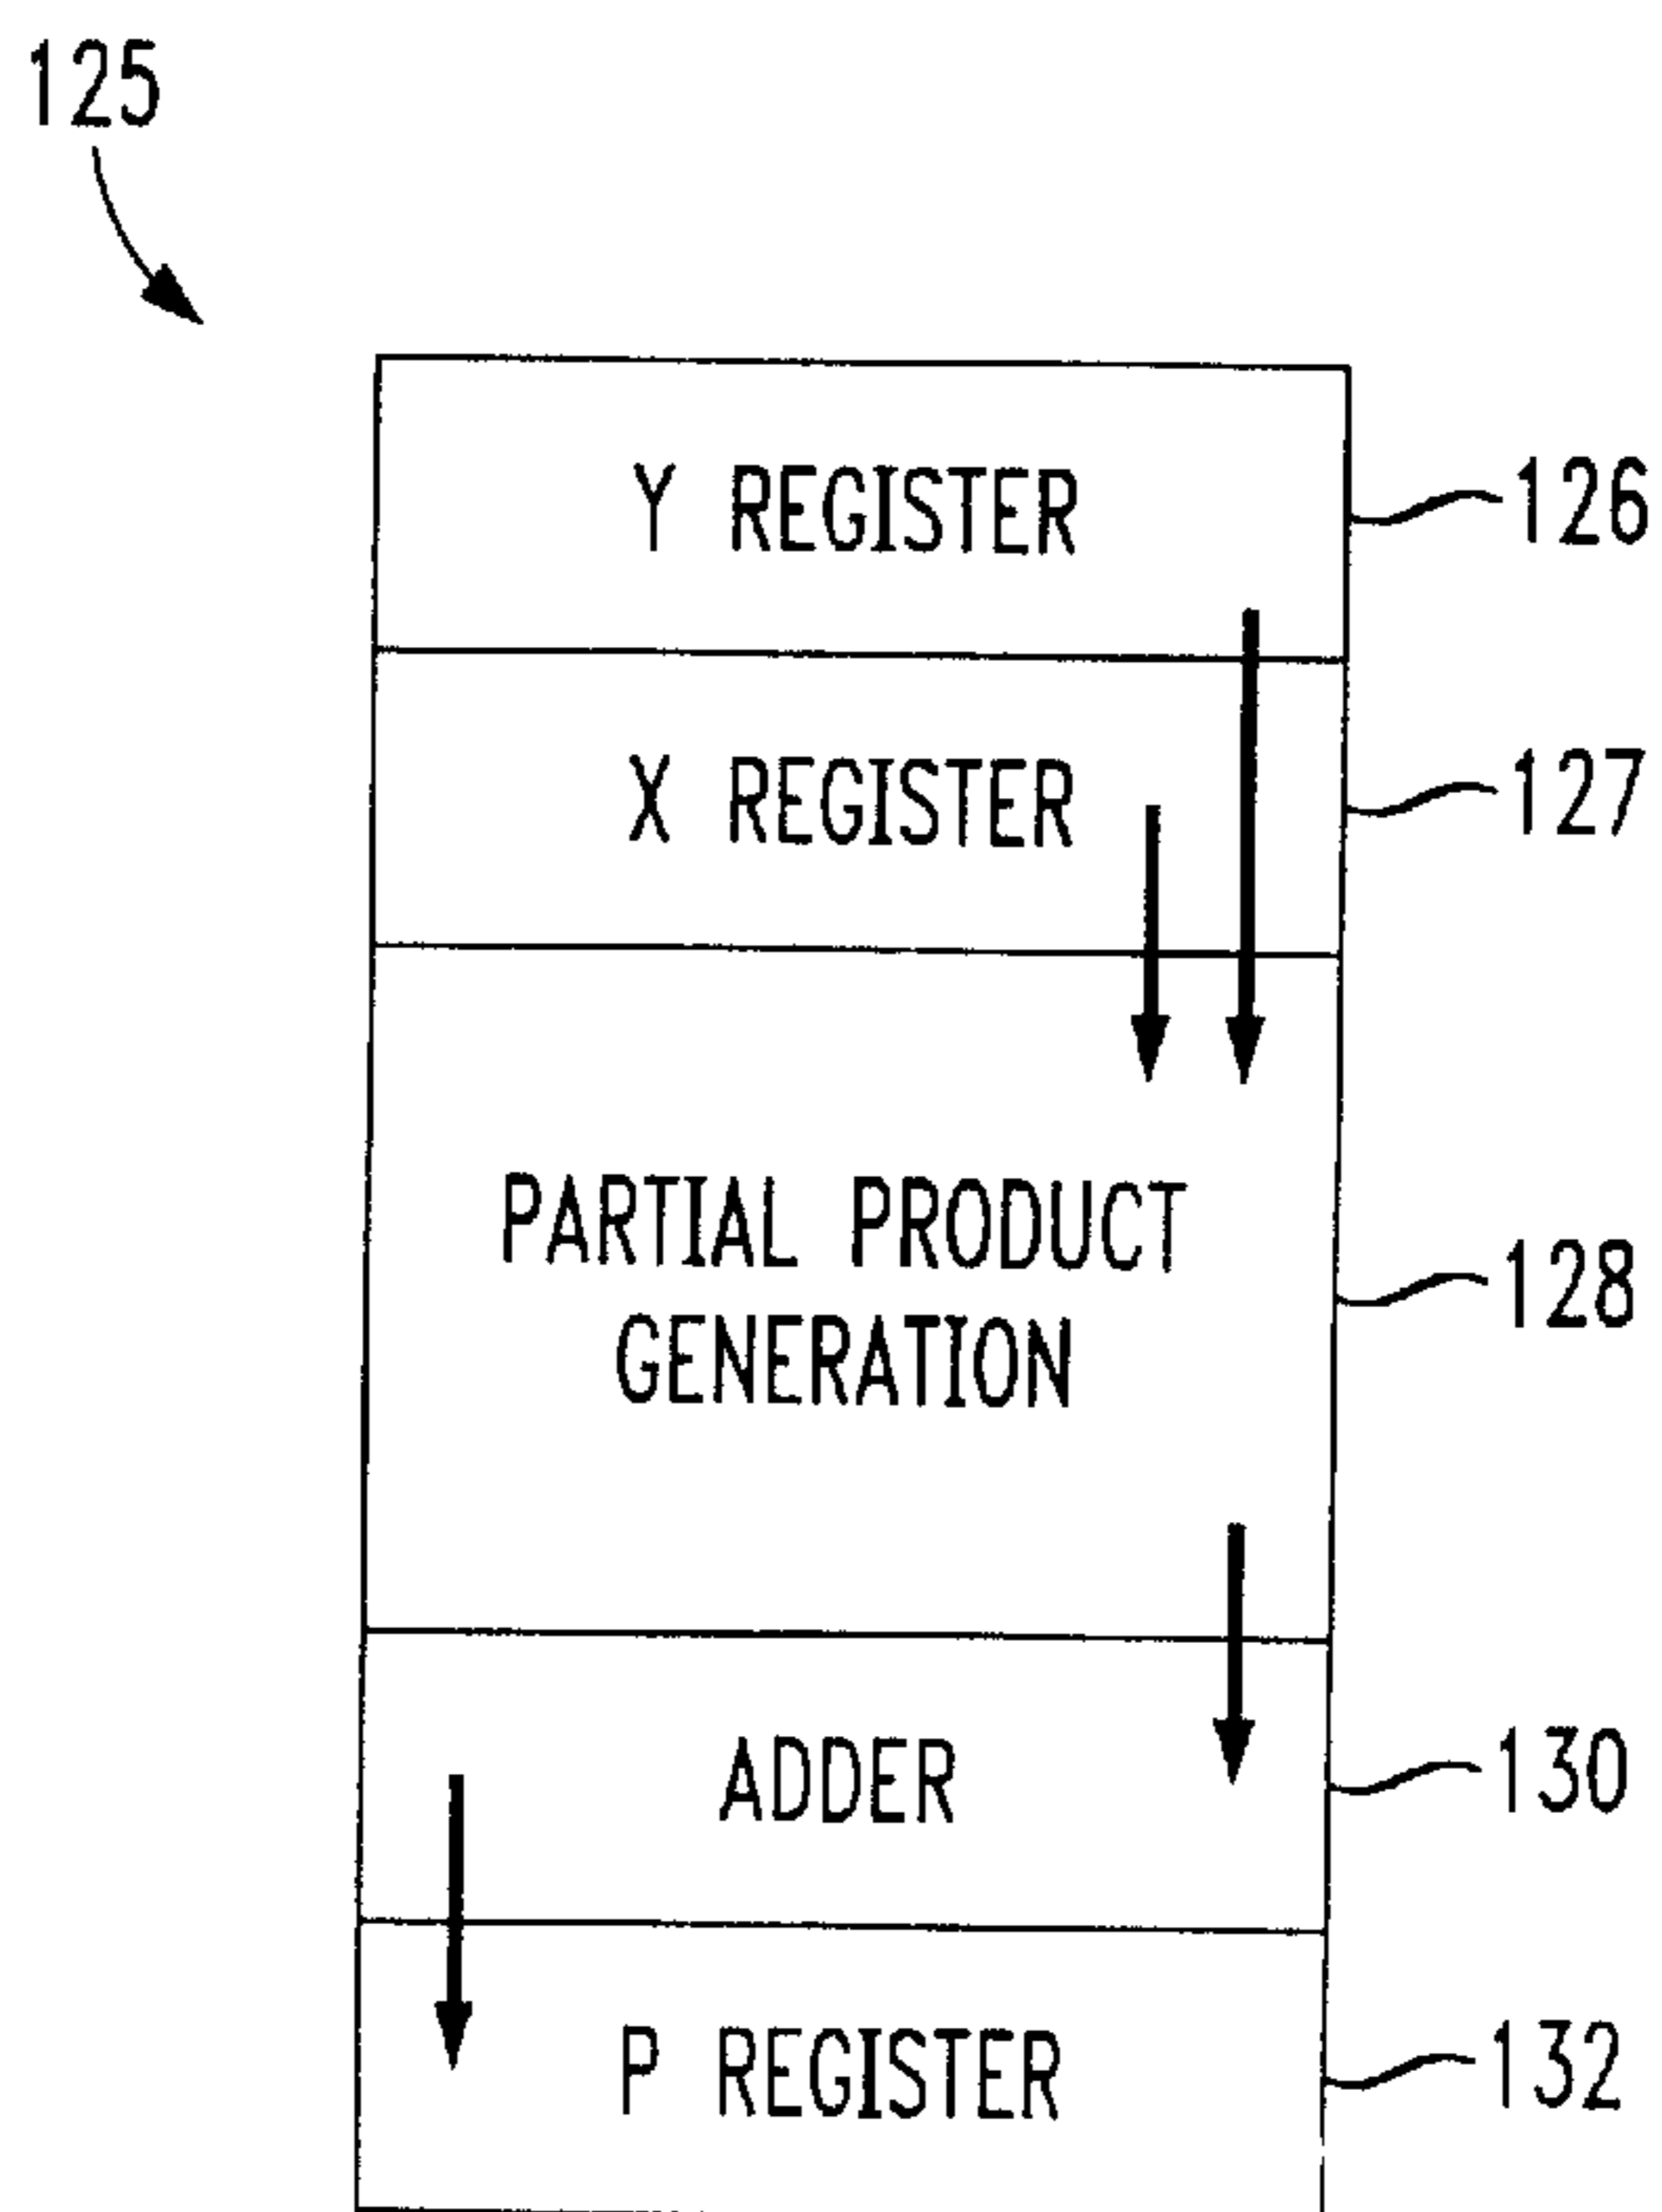 125
Y REGISTER
126
X REGISTER
127
PARTIAL PRODUCT
GENERATION
128
ADDER
130
P REGISTER
132